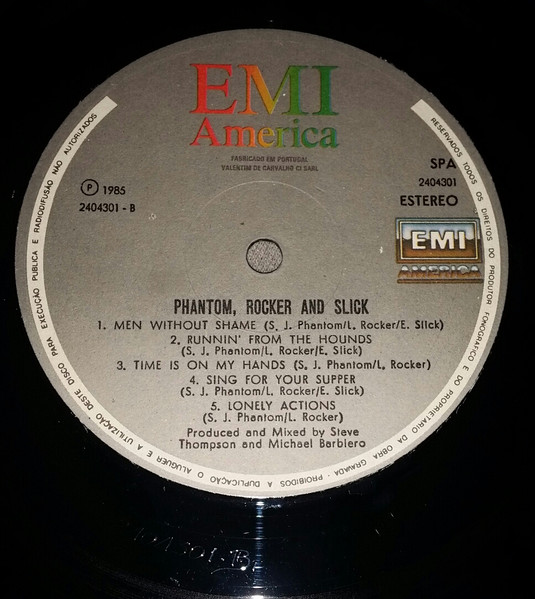 EMI
America
FABRICADO EM PORTUGAL
VALENTIM DE CARVALHO CI SARL
℗ 1985
2404301 - B
SPA
2404301
ESTEREO
EMI
AMERICA
PHANTOM, ROCKER AND SLICK
1. MEN WITHOUT SHAME (S. J. Phantom/L. Rocker/E. Slick)
2. RUNNIN' FROM THE HOUNDS
(S. J. Phantom/L. Rocker/E. Slick)
3. TIME IS ON MY HANDS (S. J. Phantom/L. Rocker)
4. SING FOR YOUR SUPPER
(S. J. Phantom/L. Rocker/E. Slick)
5. LONELY ACTIONS
(S. J. Phantom/L. Rocker)
Produced and Mixed by Steve
Thompson and Michael Barbiero
RESERVADOS TODOS OS DIREITOS DO PRODUTOR FONOGRAFICO E DO PROPRIETARIO DA OBRA GRAVADA · PROIBIDOS A DUPLICAÇÃO O ALUGUER E A UTILIZAÇÃO DESTE DISCO PARA EXECUÇÃO PUBLICA E RADIODIFUSÃO NÃO AUTORIZADOS